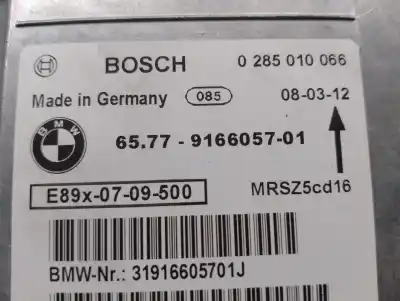 BOSCH 0 285 010 066
Made in Germany 085 08-03-12
BMW
65.77 - 9166057-01
E89x-07-09-500 MRSZ5cd16
BMW-Nr.: 31916605701J